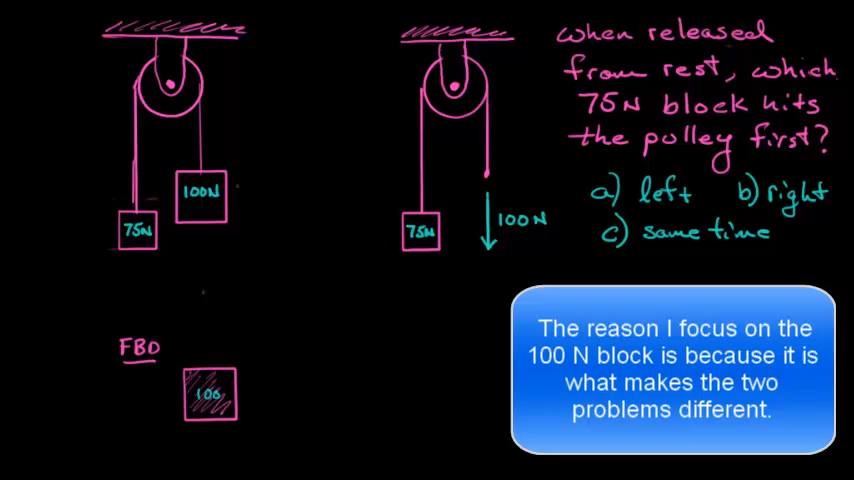 when released
from rest, which
75N block hits
the pulley first?
a) left b) right
c) same time
100N
75N
100N
75N
FBD
100
The reason I focus on the
100 N block is because it is
what makes the two
problems different.